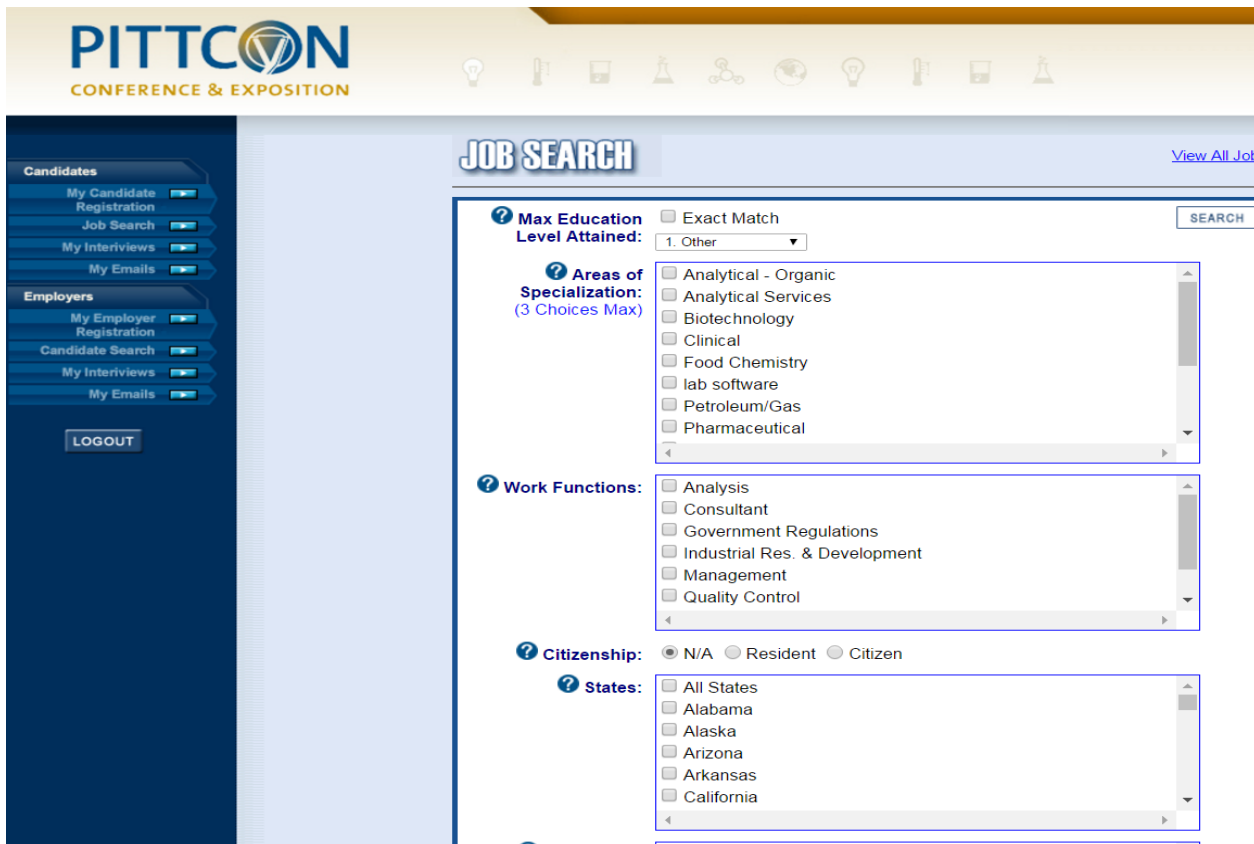 PITTCON
CONFERENCE & EXPOSITION
Candidates
My Candidate
Registration
Job Search
My Interiviews
My Emails
Employers
My Employer
Registration
Candidate Search
My Interiviews
My Emails
LOGOUT
JOB SEARCH
View All Job
? Max Education
Level Attained:
Exact Match
1. Other
SEARCH
? Areas of
Specialization:
(3 Choices Max)
Analytical - Organic
Analytical Services
Biotechnology
Clinical
Food Chemistry
lab software
Petroleum/Gas
Pharmaceutical
? Work Functions:
Analysis
Consultant
Government Regulations
Industrial Res. & Development
Management
Quality Control
? Citizenship:
N/A Resident Citizen
? States:
All States
Alabama
Alaska
Arizona
Arkansas
California